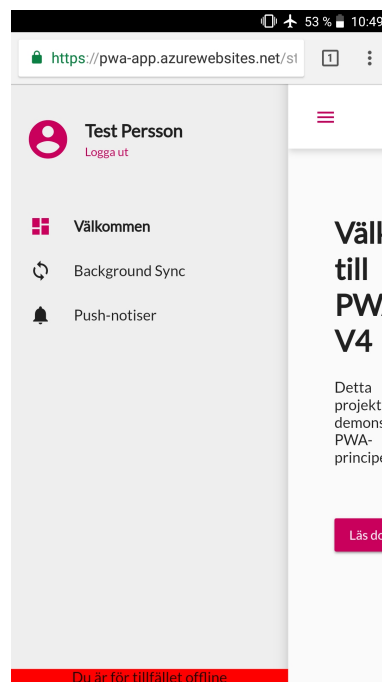 53 % 10:49
https://pwa-app.azurewebsites.net/st
1
Test Persson
Logga ut
Välkommen
Background Sync
Push-notiser
Väl
till
PW
V4
Detta
projekt
demons
PWA-
principe
Läs do
Du är för tillfället offline